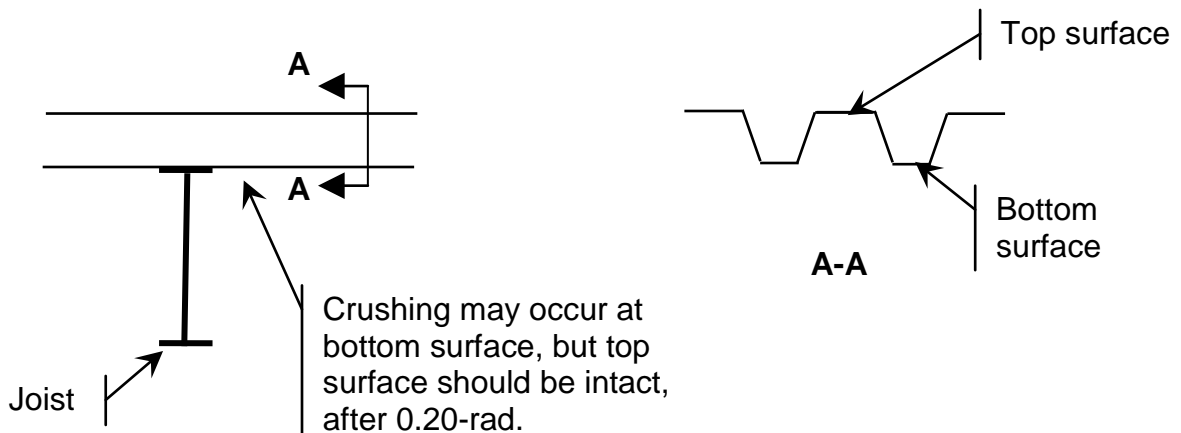 A
A
Crushing may occur at
bottom surface, but top
surface should be intact,
after 0.20-rad.
Joist
Top surface
Bottom
surface
A-A